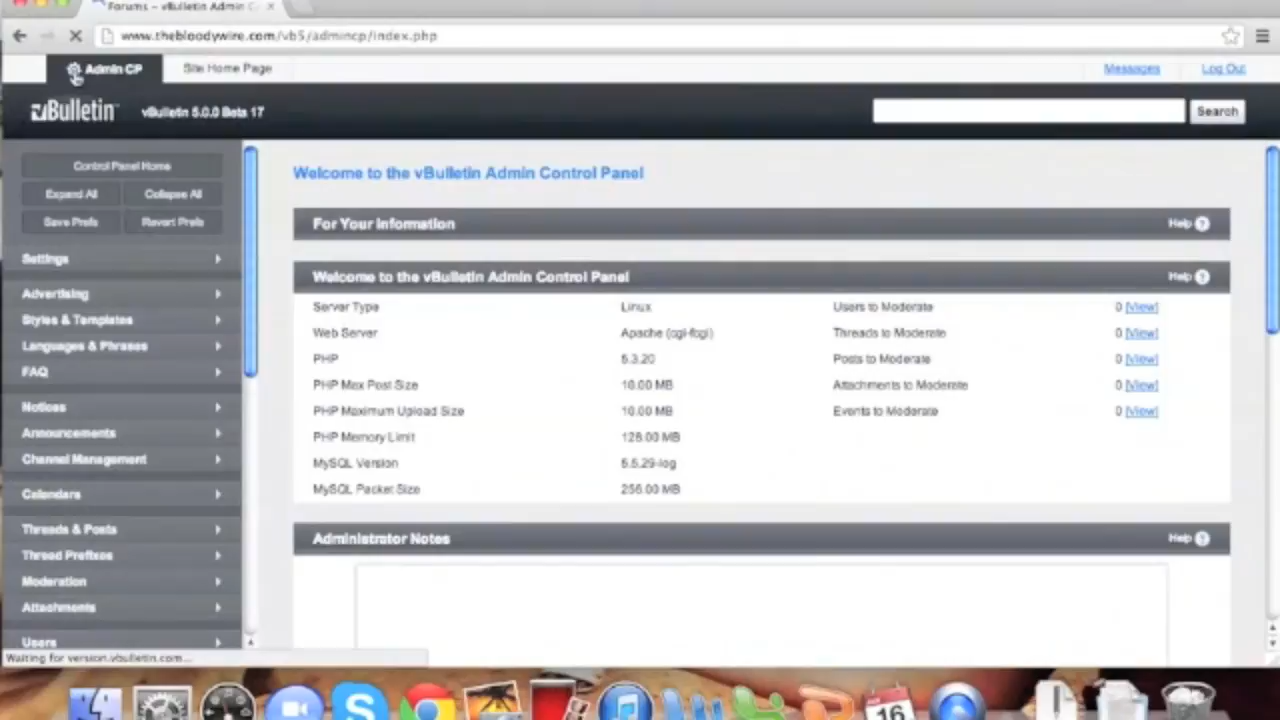 Forums – vBulletin Admin C
www.thebloodywire.com/vb5/admincp/index.php
Admin CP
Site Home Page
Messages
Log Out
vBulletin
vBulletin 5.0.0 Beta 17
Search
Control Panel Home
Expand All
Collapse All
Save Prefs
Revert Prefs
Settings
Advertising
Styles & Templates
Languages & Phrases
FAQ
Notices
Announcements
Channel Management
Calendars
Threads & Posts
Thread Prefixes
Moderation
Attachments
Users
Welcome to the vBulletin Admin Control Panel
For Your Information Help ?
Welcome to the vBulletin Admin Control Panel Help ?
Server Type Linux Users to Moderate 0 [View]
Web Server Apache (cgi-fcgi) Threads to Moderate 0 [View]
PHP 5.3.20 Posts to Moderate 0 [View]
PHP Max Post Size 10.00 MB Attachments to Moderate 0 [View]
PHP Maximum Upload Size 10.00 MB Events to Moderate 0 [View]
PHP Memory Limit 128.00 MB
MySQL Version 5.5.29-log
MySQL Packet Size 256.00 MB
Administrator Notes Help ?
Waiting for version.vbulletin.com...
S
16